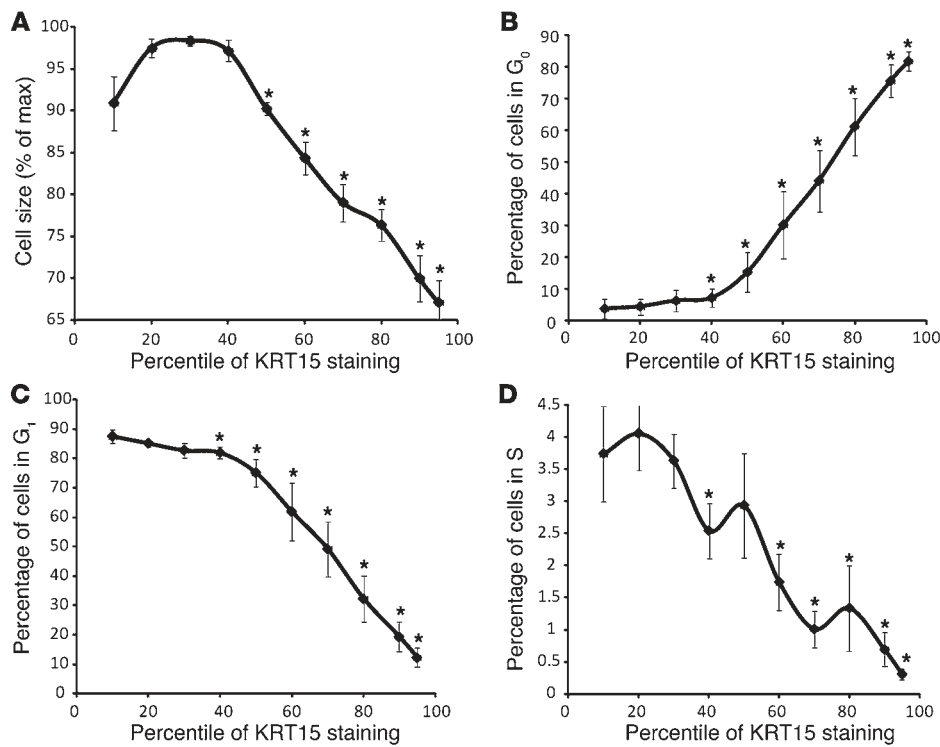 A
Cell size (% of max)
100
95
90
85
80
75
70
65
* * * * * *
0 20 40 60 80 100
Percentile of KRT15 staining
B
Percentage of cells in G0
90
80
70
60
50
40
30
20
10
0
* * * * * * *
0 20 40 60 80 100
Percentile of KRT15 staining
C
Percentage of cells in G1
100
90
80
70
60
50
40
30
20
10
0
* * * * * * *
0 20 40 60 80 100
Percentile of KRT15 staining
D
Percentage of cells in S
4.5
4
3.5
3
2.5
2
1.5
1
0.5
0
* * * * * *
0 20 40 60 80 100
Percentile of KRT15 staining